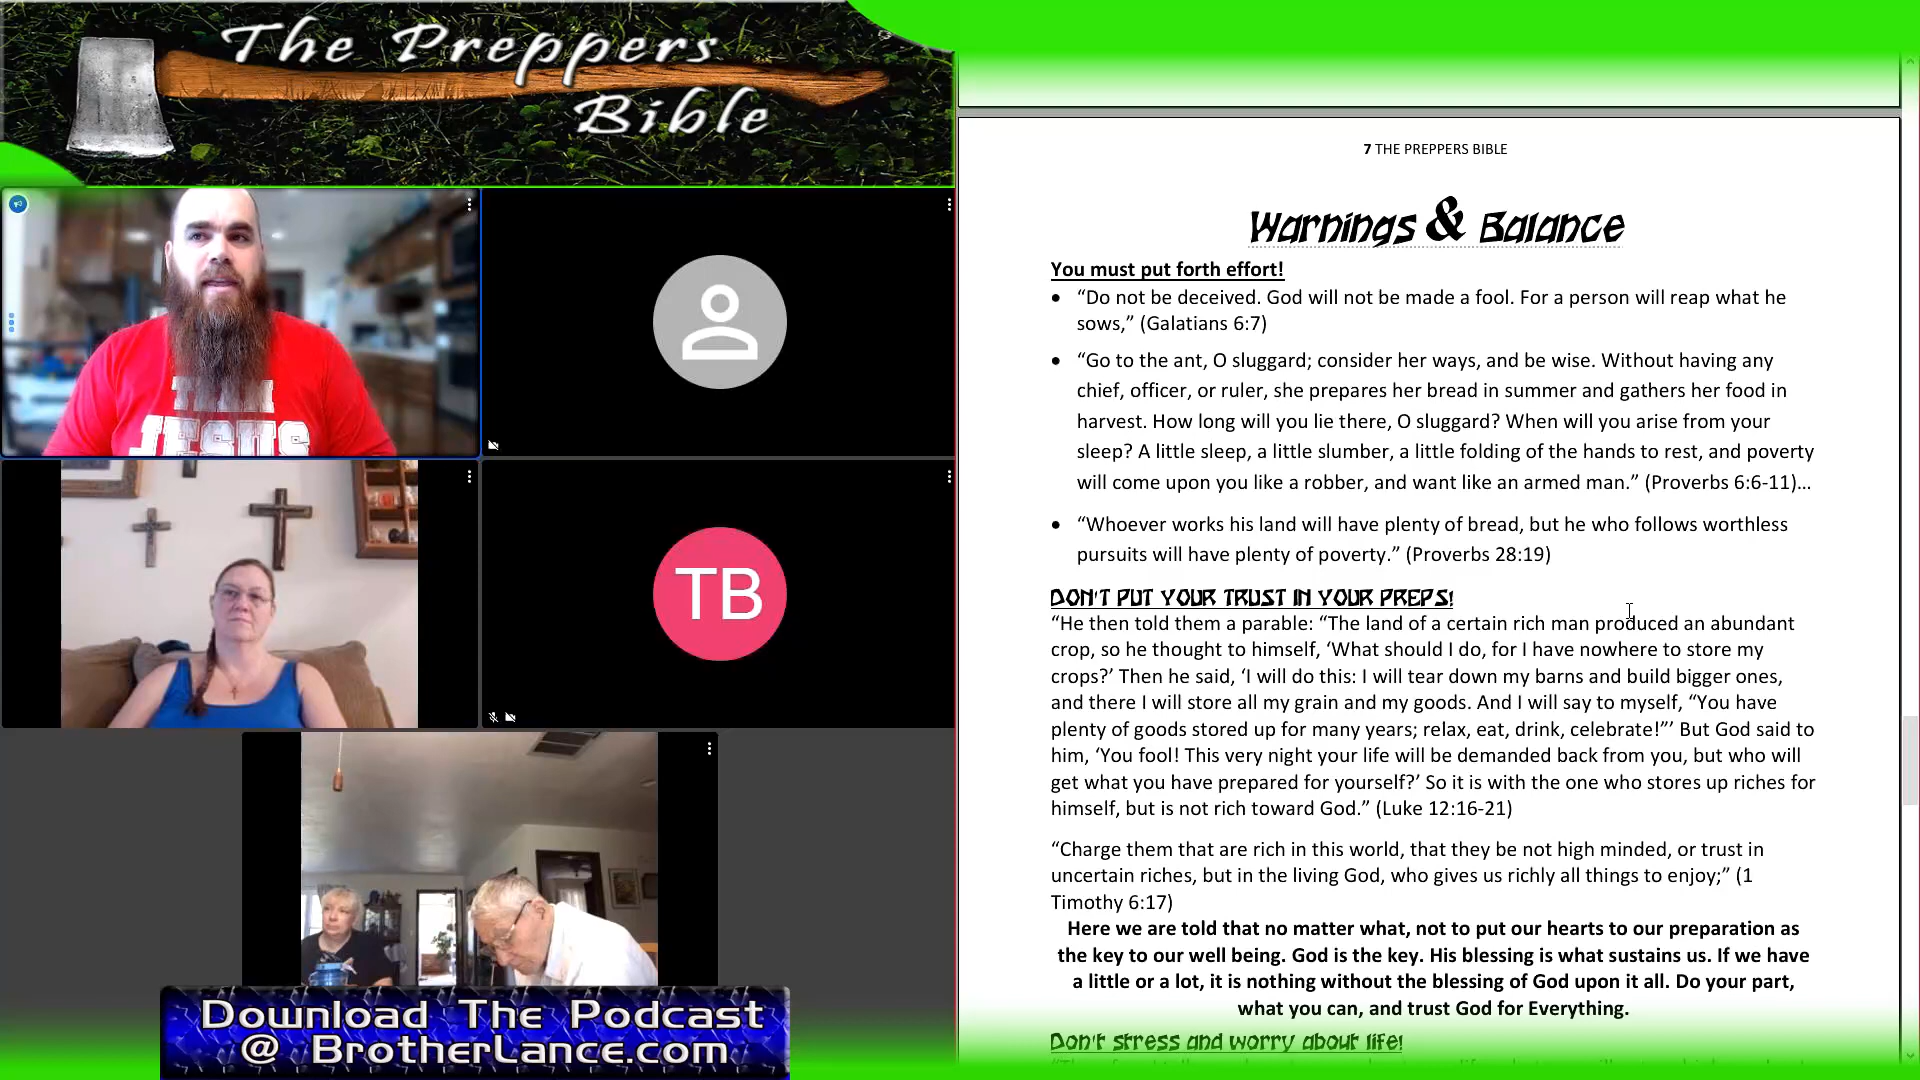 The Preppers
Bible
JESUS
TB
Download The Podcast
@ BrotherLance.com
7 THE PREPPERS BIBLE
Warnings & Balance
You must put forth effort!
• “Do not be deceived. God will not be made a fool. For a person will reap what he
sows,” (Galatians 6:7)
• “Go to the ant, O sluggard; consider her ways, and be wise. Without having any
chief, officer, or ruler, she prepares her bread in summer and gathers her food in
harvest. How long will you lie there, O sluggard? When will you arise from your
sleep? A little sleep, a little slumber, a little folding of the hands to rest, and poverty
will come upon you like a robber, and want like an armed man.” (Proverbs 6:6-11)...
• “Whoever works his land will have plenty of bread, but he who follows worthless
pursuits will have plenty of poverty.” (Proverbs 28:19)
DON'T PUT YOUR TRUST IN YOUR PREPS!
“He then told them a parable: “The land of a certain rich man produced an abundant
crop, so he thought to himself, ‘What should I do, for I have nowhere to store my
crops?’ Then he said, ‘I will do this: I will tear down my barns and build bigger ones,
and there I will store all my grain and my goods. And I will say to myself, “You have
plenty of goods stored up for many years; relax, eat, drink, celebrate!”’ But God said to
him, ‘You fool! This very night your life will be demanded back from you, but who will
get what you have prepared for yourself?’ So it is with the one who stores up riches for
himself, but is not rich toward God.” (Luke 12:16-21)
“Charge them that are rich in this world, that they be not high minded, or trust in
uncertain riches, but in the living God, who gives us richly all things to enjoy;” (1
Timothy 6:17)
Here we are told that no matter what, not to put our hearts to our preparation as
the key to our well being. God is the key. His blessing is what sustains us. If we have
a little or a lot, it is nothing without the blessing of God upon it all. Do your part,
what you can, and trust God for Everything.
Don't stress and worry about life!